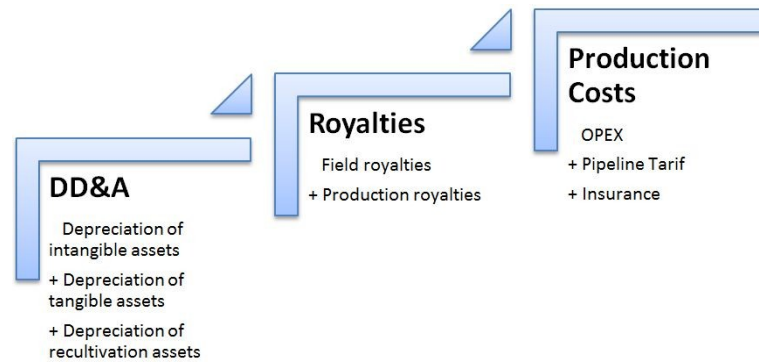 DD&A
Depreciation of
intangible assets
+ Depreciation of
tangible assets
+ Depreciation of
recultivation assets
Royalties
Field royalties
+ Production royalties
Production
Costs
OPEX
+ Pipeline Tarif
+ Insurance